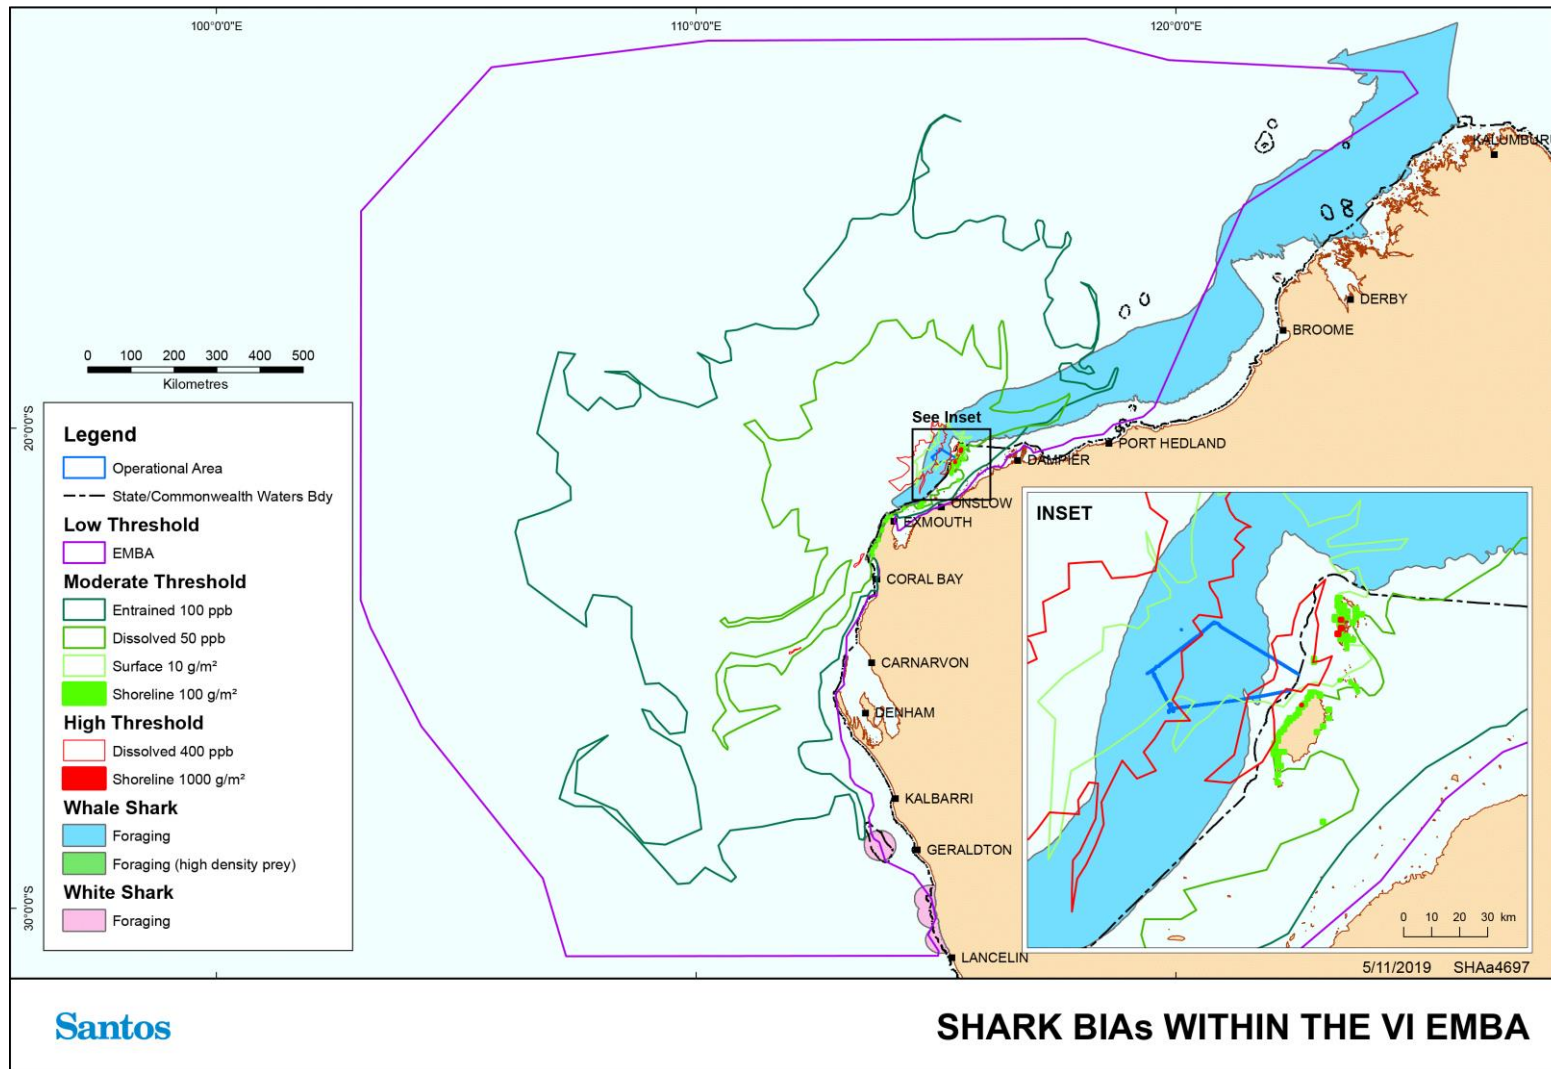 100°0'0"E
110°0'0"E
120°0'0"E
KALUMBURU
DERBY
BROOME
0 100 200 300 400 500
Kilometres
20°0'0"S
See Inset
PORT HEDLAND
DAMPIER
ONSLOW
EXMOUTH
CORAL BAY
CARNARVON
DENHAM
KALBARRI
GERALDTON
LANCELIN
30°0'0"S
Legend
Operational Area
State/Commonwealth Waters Bdy
Low Threshold
EMBA
Moderate Threshold
Entrained 100 ppb
Dissolved 50 ppb
Surface 10 g/m²
Shoreline 100 g/m²
High Threshold
Dissolved 400 ppb
Shoreline 1000 g/m²
Whale Shark
Foraging
Foraging (high density prey)
White Shark
Foraging
INSET
0 10 20 30 km
5/11/2019 SHAa4697
Santos
SHARK BIAs WITHIN THE VI EMBA